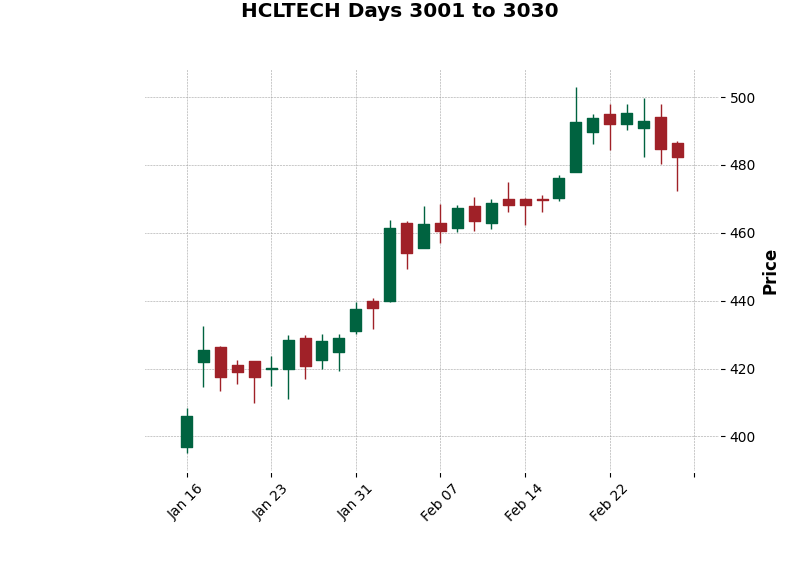 HCLTECH Days 3001 to 3030
500
480
460
440
420
400
Price
Jan 16
Jan 23
Jan 31
Feb 07
Feb 14
Feb 22